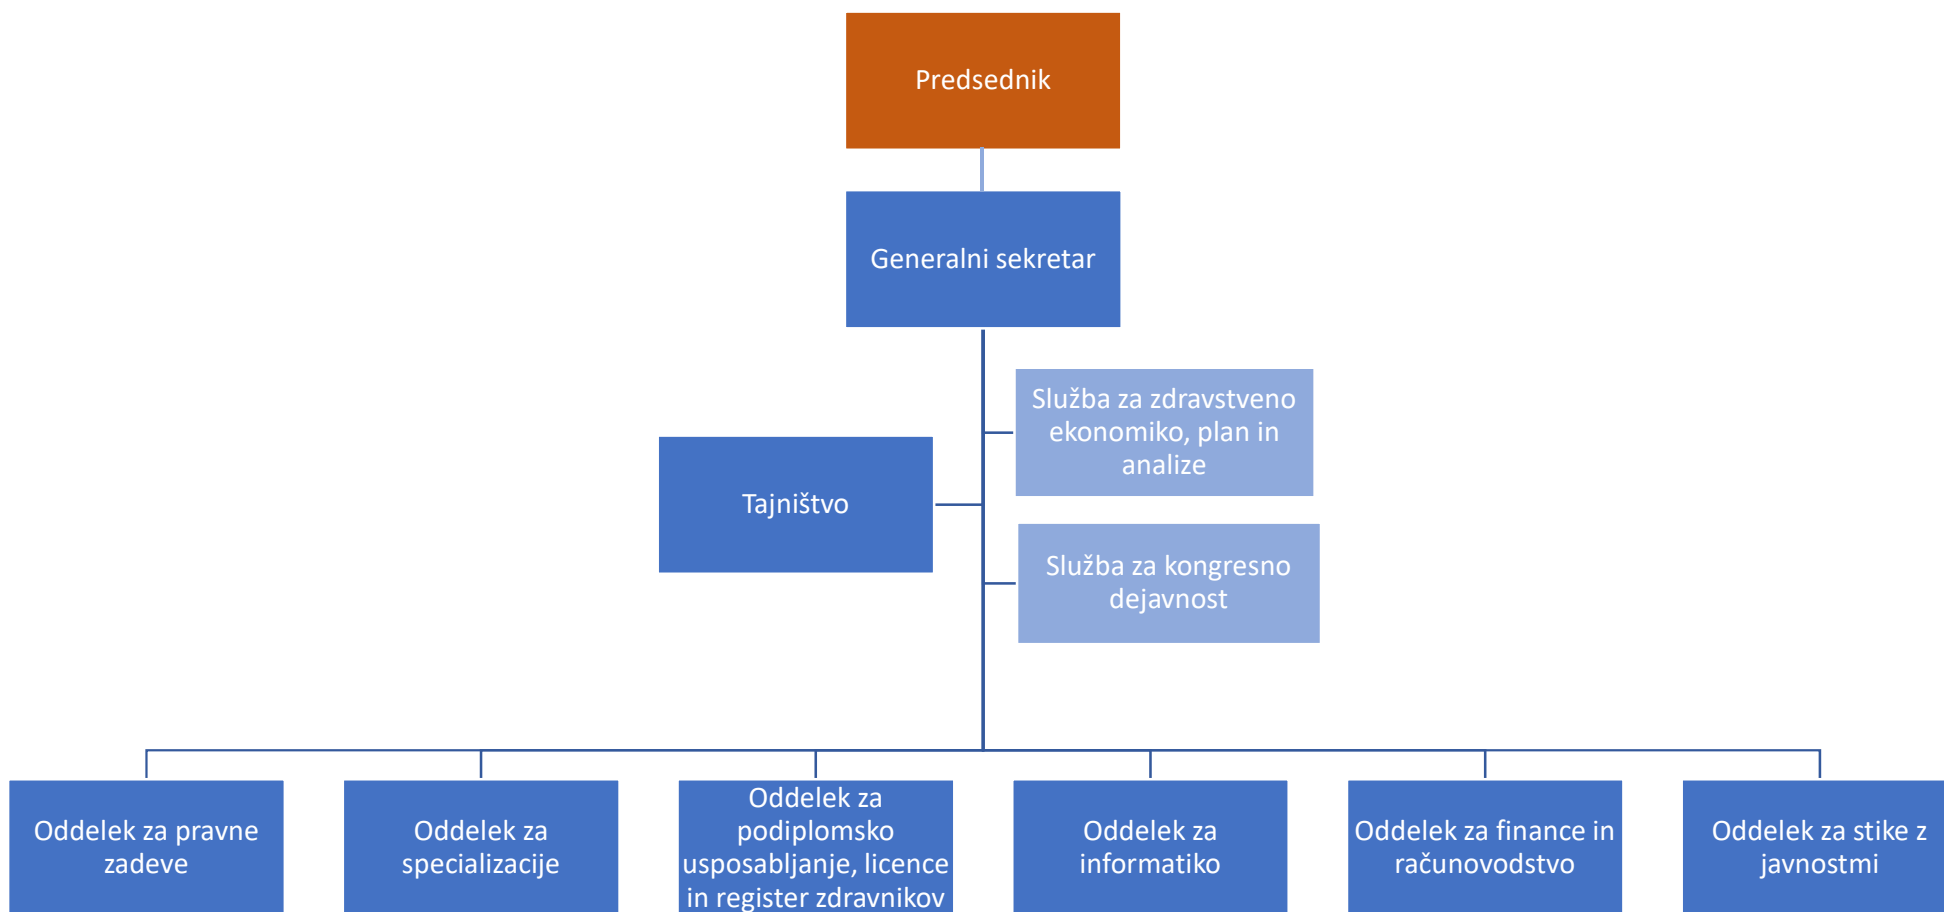 Predsednik
Generalni sekretar
Služba za zdravstveno
ekonomiko, plan in
analize
Tajništvo
Služba za kongresno
dejavnost
Oddelek za pravne
zadeve
Oddelek za
specializacije
Oddelek za
podiplomsko
usposabljanje, licence
in register zdravnikov
Oddelek za
informatiko
Oddelek za finance in
računovodstvo
Oddelek za stike z
javnostmi